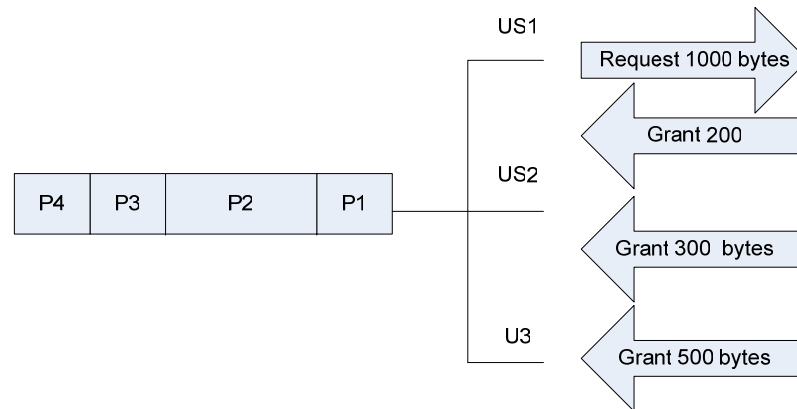 US1
Request 1000 bytes
Grant 200
US2
P4 P3 P2 P1
Grant 300 bytes
U3
Grant 500 bytes